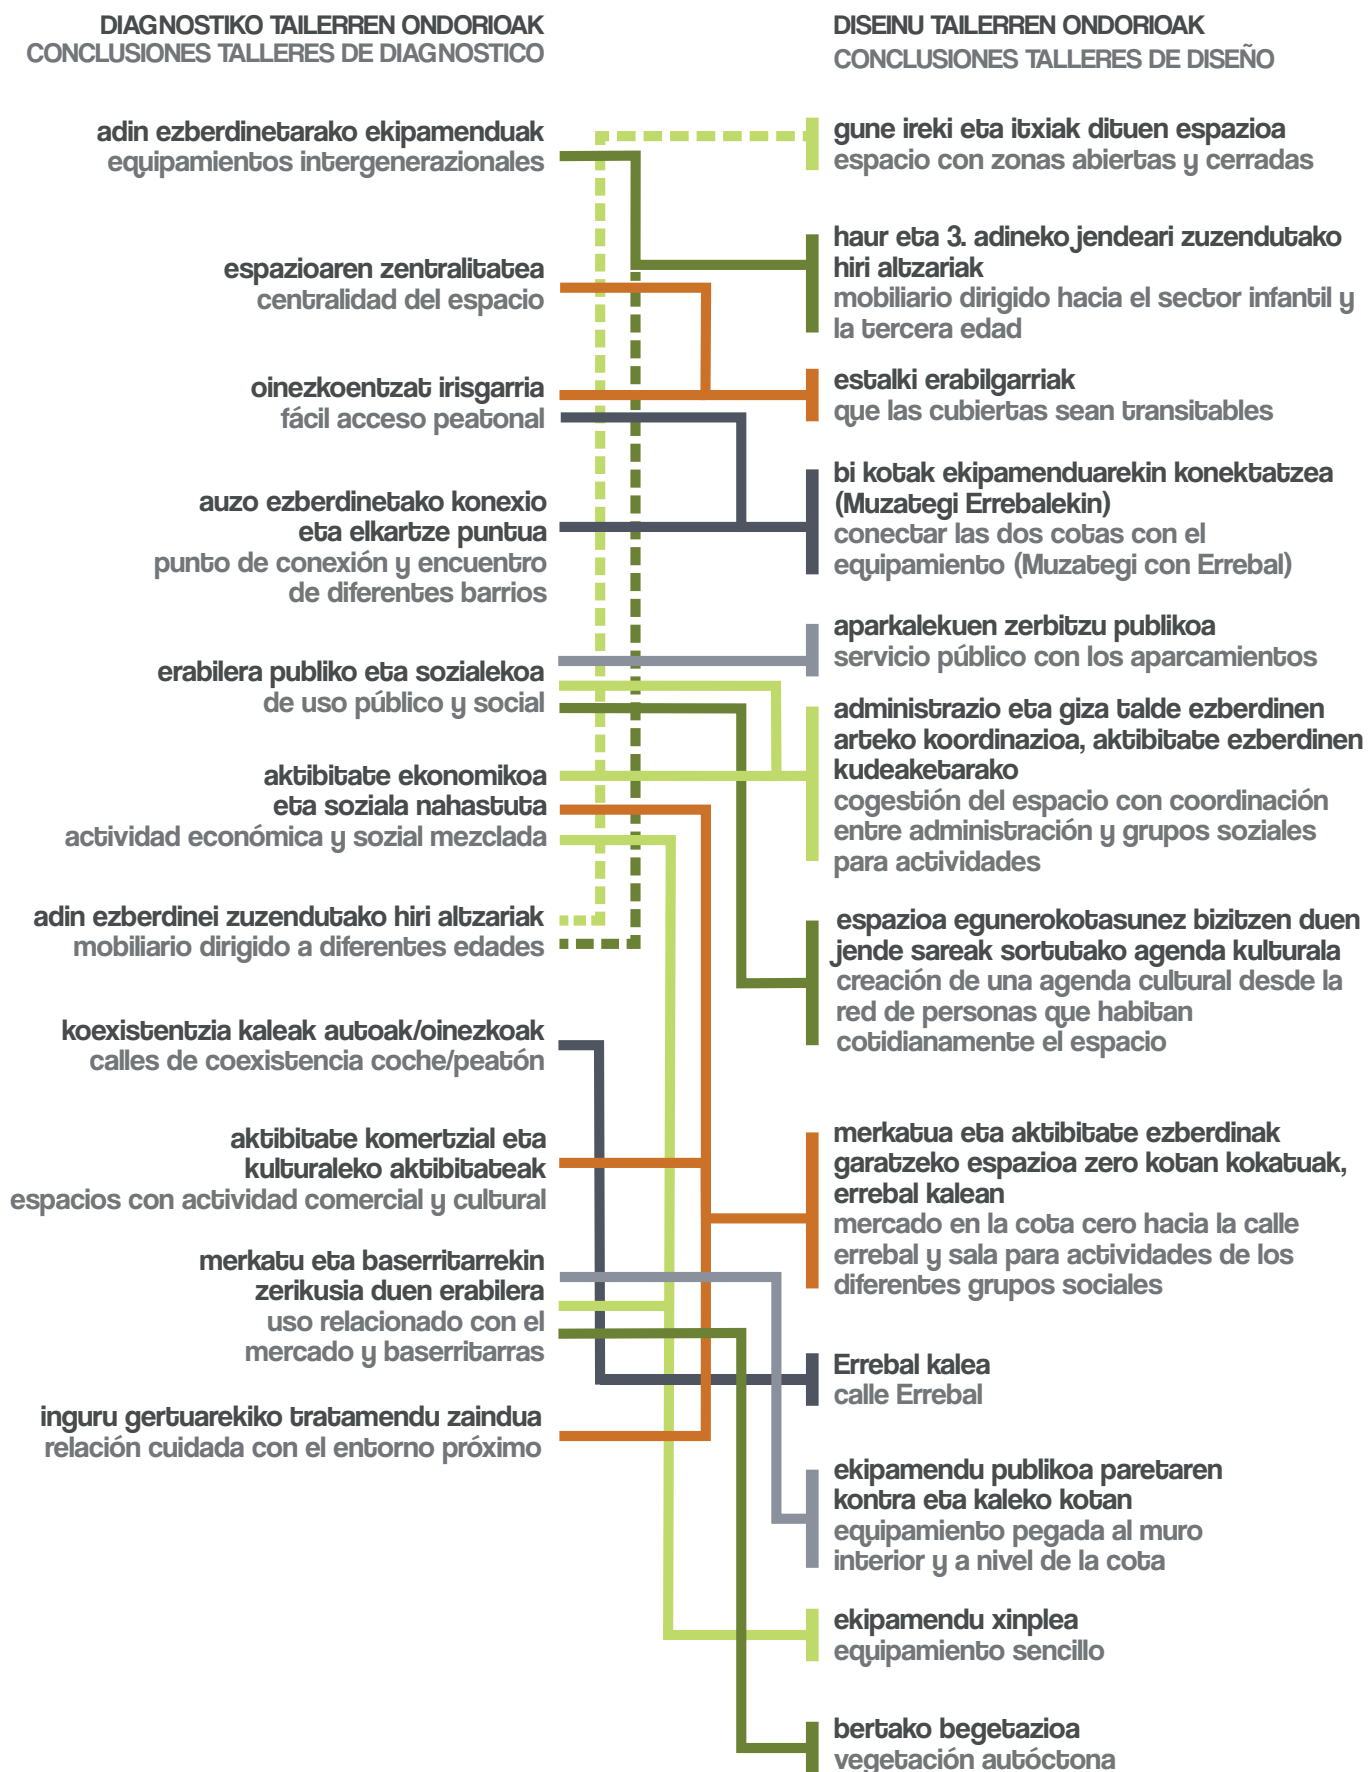 DIAGNOSTIKO TAILERREN ONDORIOAK
CONCLUSIONES TALLERES DE DIAGNOSTICO
adin ezberdinetarako ekipamenduak
equipamientos intergenerazionales
espazioaren zentralitatea
centralidad del espacio
oinezkoentzat irisgarria
fácil acceso peatonal
auzo ezberdinetako konexio
eta elkartze puntua
punto de conexión y encuentro
de diferentes barrios
erabilera publiko eta sozialekoa
de uso público y social
aktibitate ekonomikoa
eta soziala nahastuta
actividad económica y sozial mezclada
adin ezberdinei zuzendutako hiri altzariak
mobiliario dirigido a diferentes edades
koexistentzia kaleak autoak/oinezkoak
calles de coexistencia coche/peatón
aktibitate komertzial eta
kulturaleko aktibitateak
espacios con actividad comercial y cultural
merkatu eta baserritarrekin
zerikusia duen erabilera
uso relacionado con el
mercado y baserritarras
inguru gertuarekiko tratamendu zaindua
relación cuidada con el entorno próximo
DISEINU TAILERREN ONDORIOAK
CONCLUSIONES TALLERES DE DISEÑO
gune ireki eta itxiak dituen espazioa
espacio con zonas abiertas y cerradas
haur eta 3. adineko jendeari zuzendutako
hiri altzariak
mobiliario dirigido hacia el sector infantil y
la tercera edad
estalki erabilgarriak
que las cubiertas sean transitables
bi kotak ekipamenduarekin konektatzea
(Muzategi Errebalekin)
conectar las dos cotas con el
equipamiento (Muzategi con Errebal)
aparkalekuen zerbitzu publikoa
servicio público con los aparcamientos
administrazio eta giza talde ezberdinen
arteko koordinazioa, aktibitate ezberdinen
kudeaketarako
cogestión del espacio con coordinación
entre administración y grupos sociales
para actividades
espazioa egunerokotasunez bizitzen duen
jende sareak sortutako agenda kulturala
creación de una agenda cultural desde la
red de personas que habitan
cotidianamente el espacio
merkatua eta aktibitate ezberdinak
garatzeko espazioa zero kotan kokatuak,
errebal kalean
mercado en la cota cero hacia la calle
errebal y sala para actividades de los
diferentes grupos sociales
Errebal kalea
calle Errebal
ekipamendu publikoa paretaren
kontra eta kaleko kotan
equipamiento pegada al muro
interior y a nivel de la cota
ekipamendu xinplea
equipamiento sencillo
bertako begetazioa
vegetación autóctona